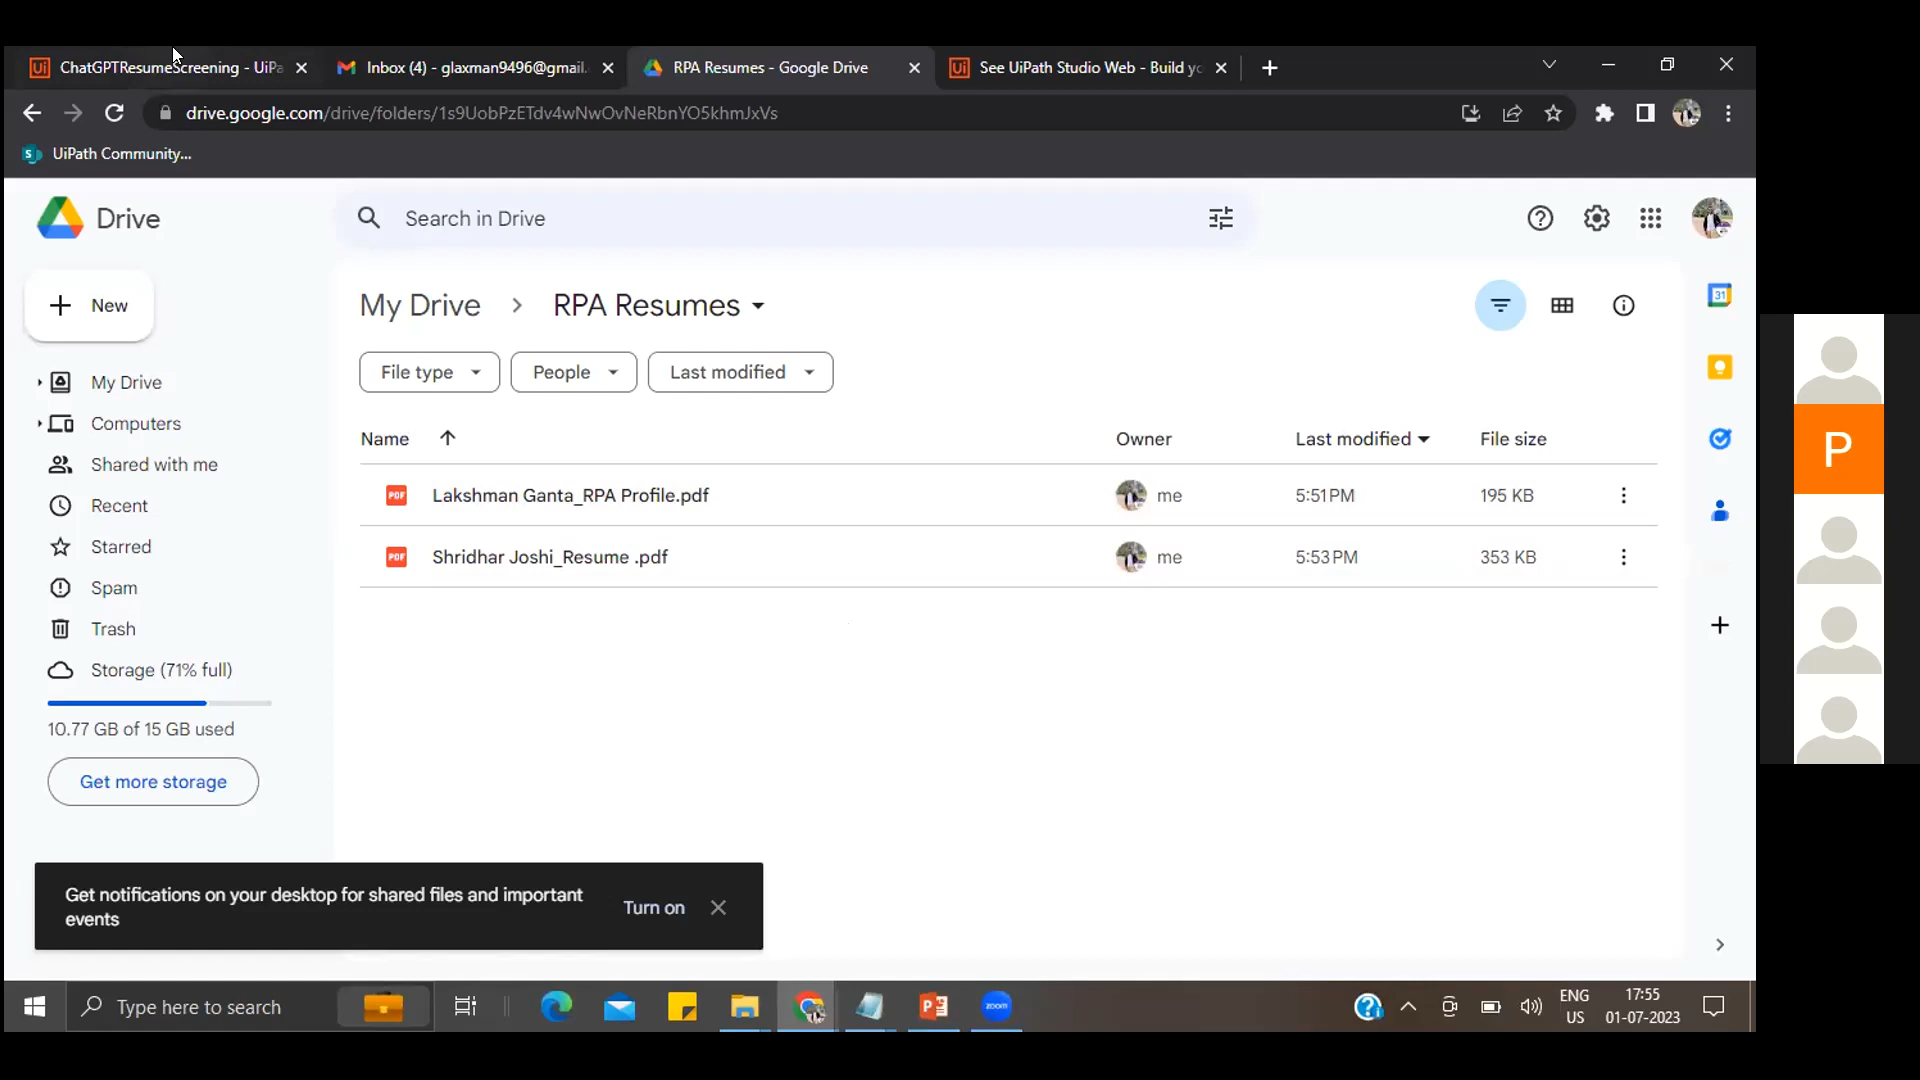 ChatGPTResumeScreening - UiPa
Inbox (4) - glaxman9496@gmail.
RPA Resumes - Google Drive
See UiPath Studio Web - Build yo
drive.google.com/drive/folders/1s9UobPzETdv4wNwOvNeRbnYO5khmJxVs
UiPath Community...
Drive
Search in Drive
New
My Drive
RPA Resumes
File type
People
Last modified
My Drive
Computers
Shared with me
Recent
Starred
Spam
Trash
Storage (71% full)
10.77 GB of 15 GB used
Get more storage
Name
Owner
Last modified
File size
PDF
Lakshman Ganta_RPA Profile.pdf
me
5:51 PM
195 KB
PDF
Shridhar Joshi_Resume .pdf
me
5:53 PM
353 KB
31
P
Get notifications on your desktop for shared files and important
events
Turn on
Type here to search
zoom
ENG
US
17:55
01-07-2023